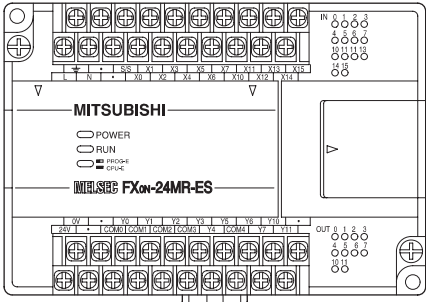 IN 0 1 2 3
4 5 6 7
10 11 12 13
14 15
⏚ • S/S X1 X3 X5 X7 X11 X13 X15
L N • X0 X2 X4 X6 X10 X12 X14
MITSUBISHI
POWER
RUN
PROG-E
CPU-E
MELSEC FX0N-24MR-ES
0V • Y0 Y1 Y2 Y3 Y5 Y6 Y10 •
24V • COM0 COM1 COM2 COM3 Y4 COM4 Y7 Y11
OUT 0 1 2 3
4 5 6 7
10 11